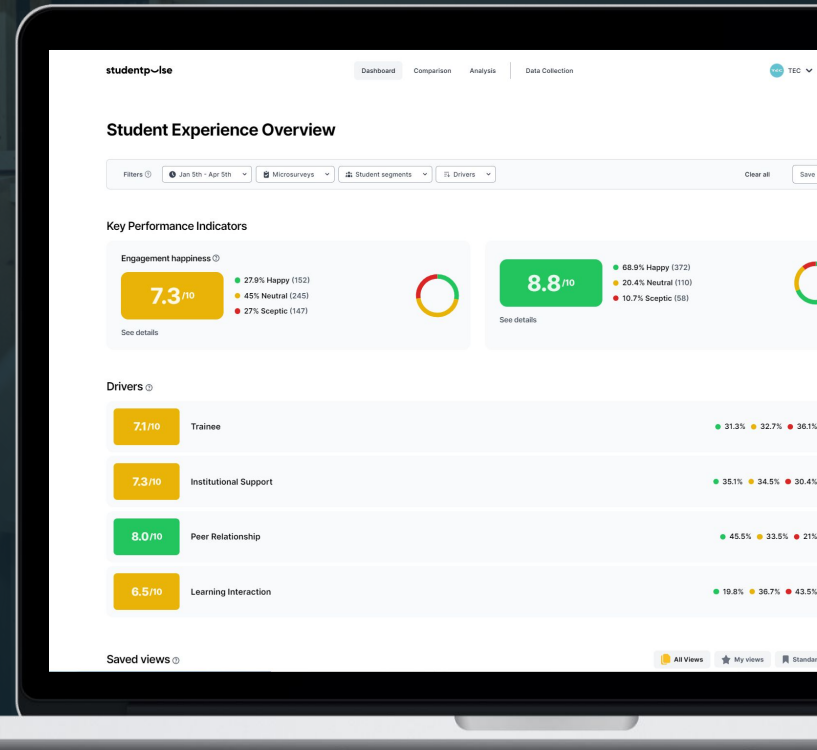 studentpulse
Dashboard Comparison Analysis Data Collection
TEC TEC
Student Experience Overview
Filters Jan 5th - Apr 5th Microsurveys Student segments Drivers Clear all Save
Key Performance Indicators
Engagement happiness
7.3/10
27.9% Happy (152)
45% Neutral (245)
27% Sceptic (147)
See details
8.8/10
68.9% Happy (372)
20.4% Neutral (110)
10.7% Sceptic (58)
See details
Drivers
7.1/10 Trainee 31.3% 32.7% 36.1%
7.3/10 Institutional Support 35.1% 34.5% 30.4%
8.0/10 Peer Relationship 45.5% 33.5% 21%
6.5/10 Learning Interaction 19.8% 36.7% 43.5%
Saved views All Views My views Standar